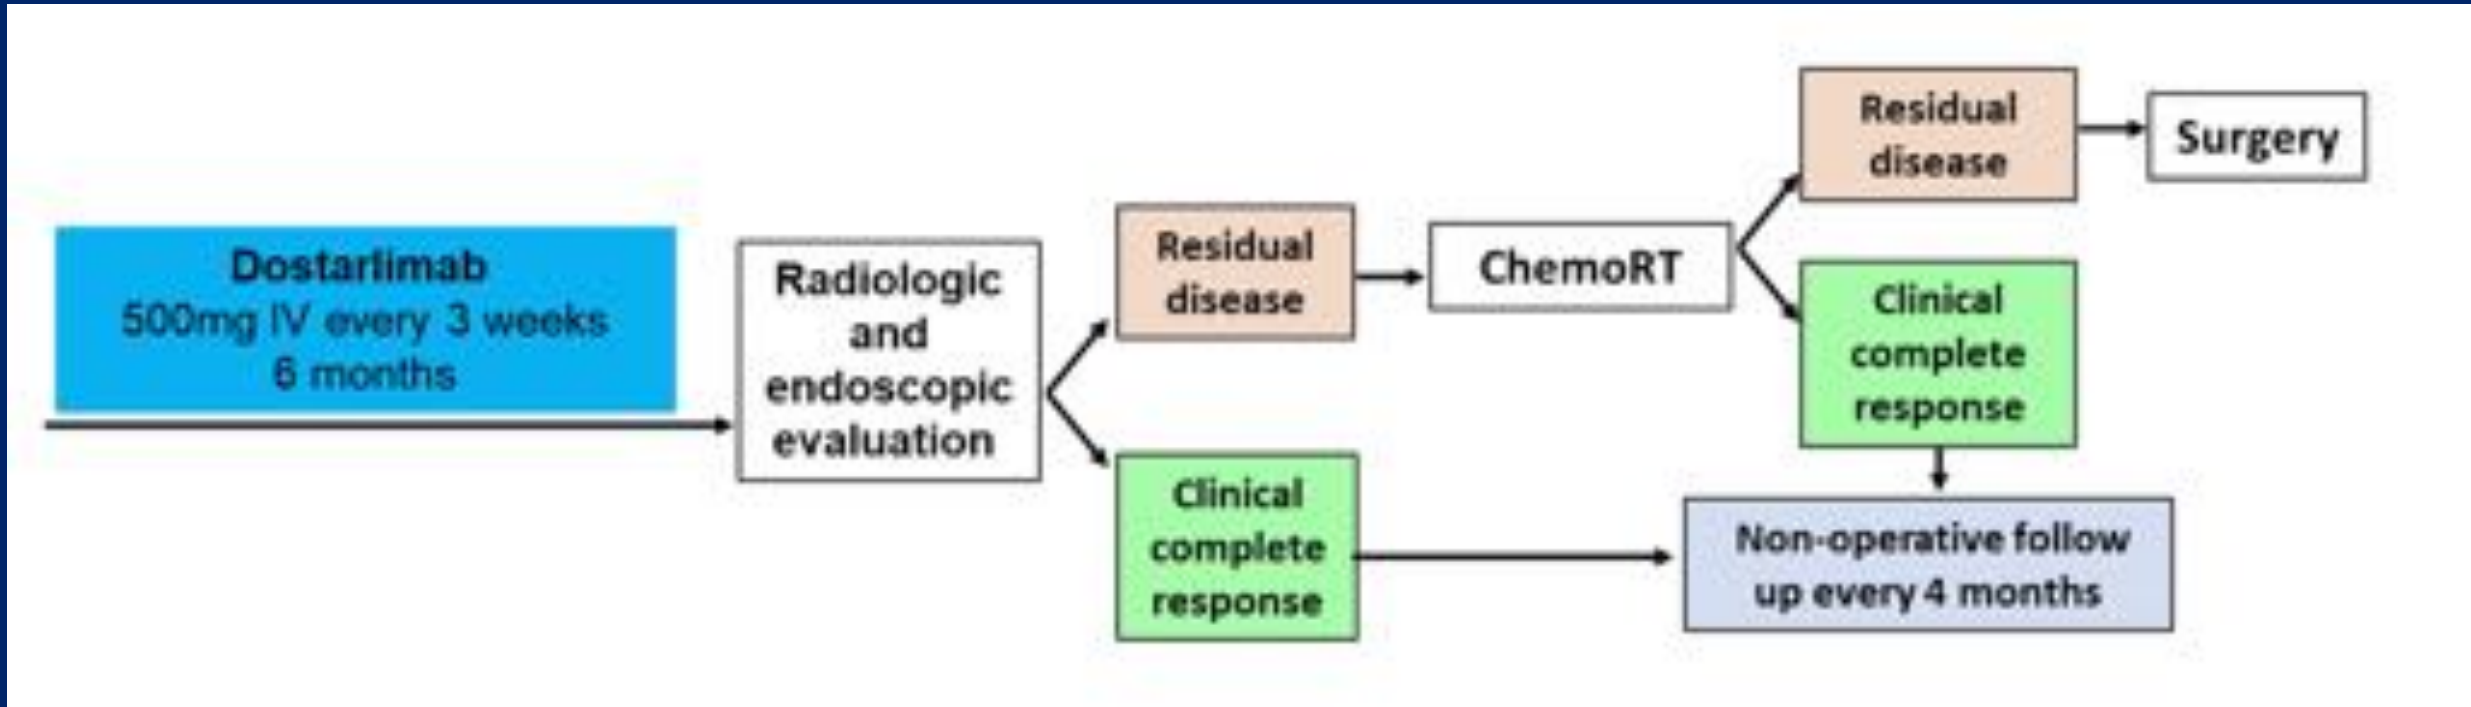 Dostarlimab
500mg IV every 3 weeks
6 months
Radiologic
and
endoscopic
evaluation
Residual
disease
Clinical
complete
response
ChemoRT
Residual
disease
Surgery
Clinical
complete
response
Non-operative follow
up every 4 months